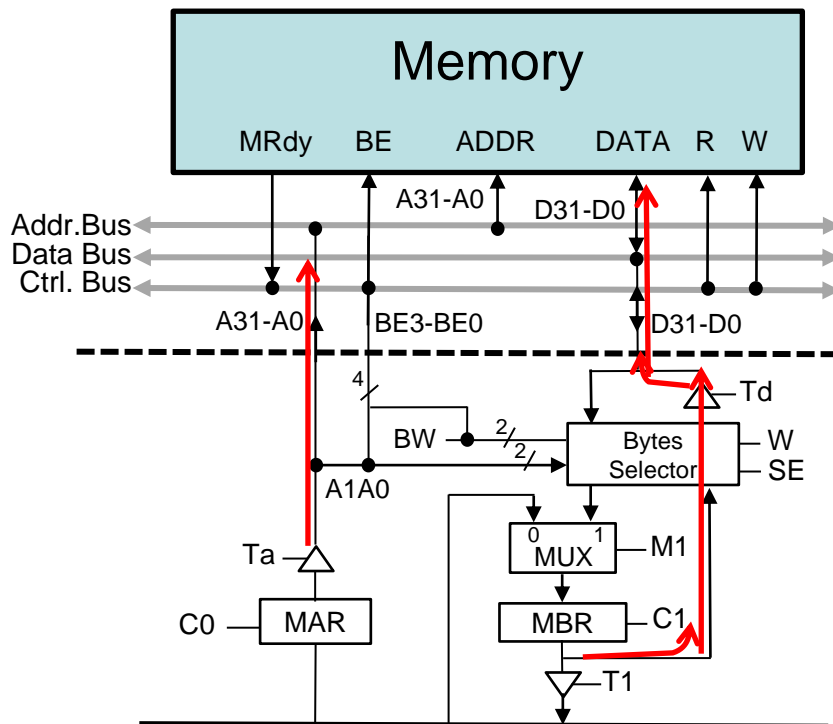 Memory
MRdy BE ADDR DATA R W
A31-A0 D31-D0
Addr.Bus
Data Bus
Ctrl. Bus
A31-A0 BE3-BE0 D31-D0
4
Td
BW 2 Bytes W
2 Selector SE
A1A0
0 1
Ta MUX M1
C0 MAR MBR C1
T1